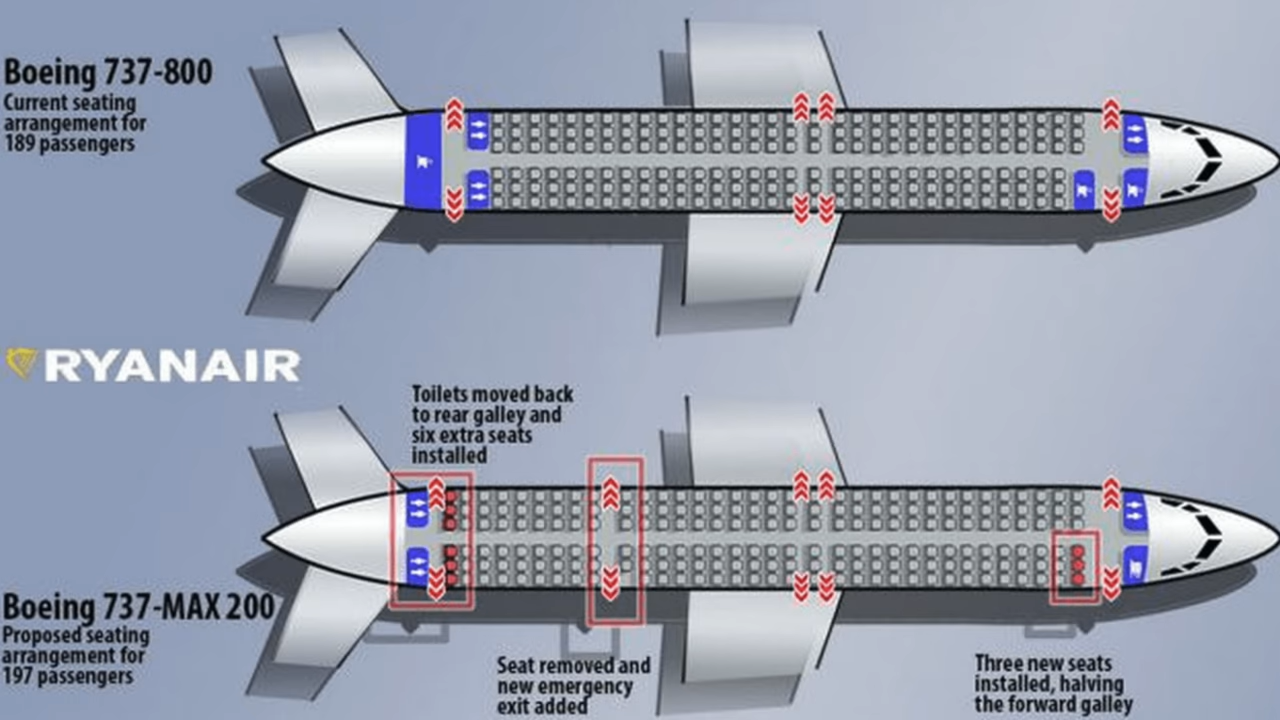 Boeing 737-800
Current seating
arrangement for
189 passengers
RYANAIR
Toilets moved back
to rear galley and
six extra seats
installed
Boeing 737-MAX 200
Proposed seating
arrangement for
197 passengers
Seat removed and
new emergency
exit added
Three new seats
installed, halving
the forward galley